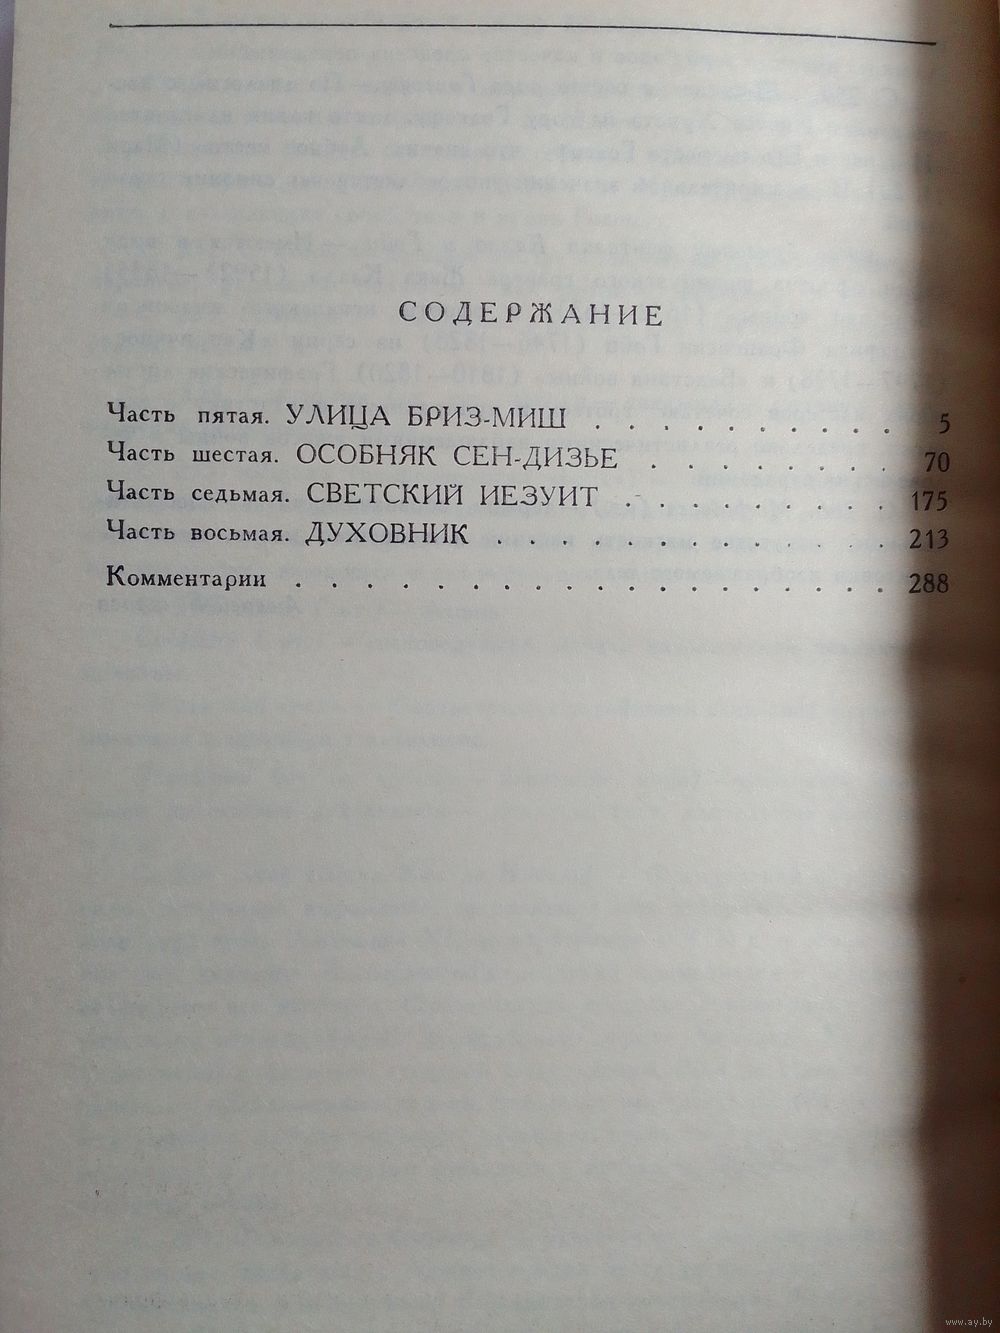 СОДЕРЖАНИЕ
Часть пятая. УЛИЦА БРИЗ-МИШ . . . . . . . . . . 5
Часть шестая. ОСОБНЯК СЕН-ДИЗЬЕ . . . . . . . . 70
Часть седьмая. СВЕТСКИЙ ИЕЗУИТ . . . . . . . . . 175
Часть восьмая. ДУХОВНИК . . . . . . . . . . . . . 213
Комментарии . . . . . . . . . . . . . . . . . . . . . 288
www.ay.by